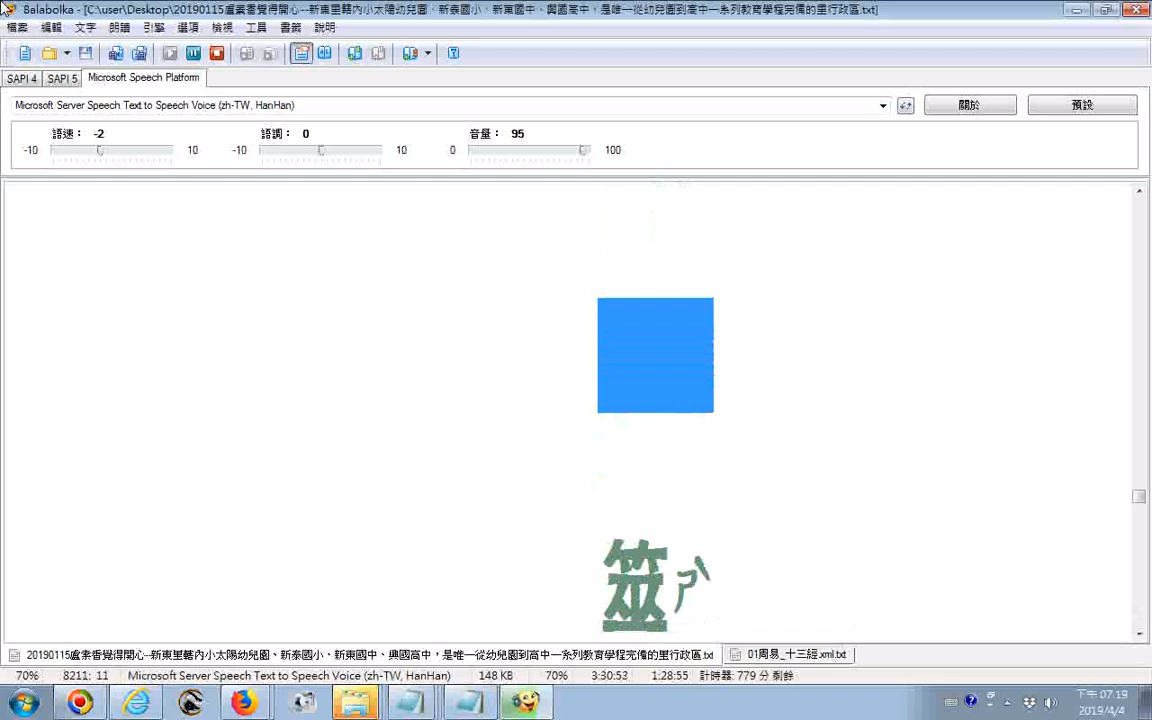 Balabolka - [C:\user\Desktop\20190115盧素香覺得開心--新東里轄內小太陽幼兒園、新泰國小、新東國中、興國高中，是唯一從幼兒園到高中一系列教育學程完備的里行政區.txt]
檔案 編輯 文字 朗讀 引擎 選項 檢視 工具 書籤 說明
SAPI 4 SAPI 5 Microsoft Speech Platform
Microsoft Server Speech Text to Speech Voice (zh-TW, HanHan) 關於 預設
語速： -2 語調： 0 音量： 95
-10 10 -10 10 0 100
筮ㄕˋ
20190115盧素香覺得開心--新東里轄內小太陽幼兒園、新泰國小、新東國中、興國高中，是唯一從幼兒園到高中一系列教育學程完備的里行政區.txt 01周易_十三經.xml.txt
70% 8211: 11 Microsoft Server Speech Text to Speech Voice (zh-TW, HanHan) 148 KB 70% 3:30:53 1:28:55 計時器: 779 分 剩餘
下午 07:19
2019/4/4